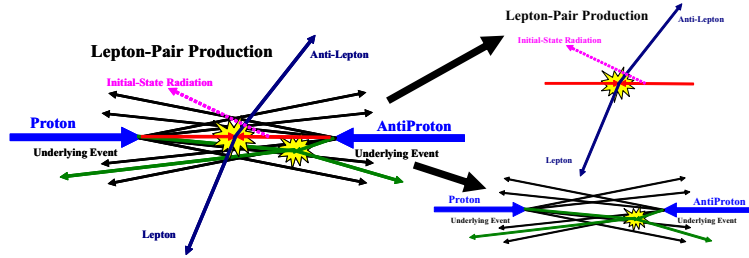 Lepton-Pair Production
Anti-Lepton
Initial-State Radiation
Proton
AntiProton
Underlying Event
Underlying Event
Lepton
Lepton-Pair Production
Initial-State Radiation
Anti-Lepton
Lepton
Proton
AntiProton
Underlying Event
Underlying Event